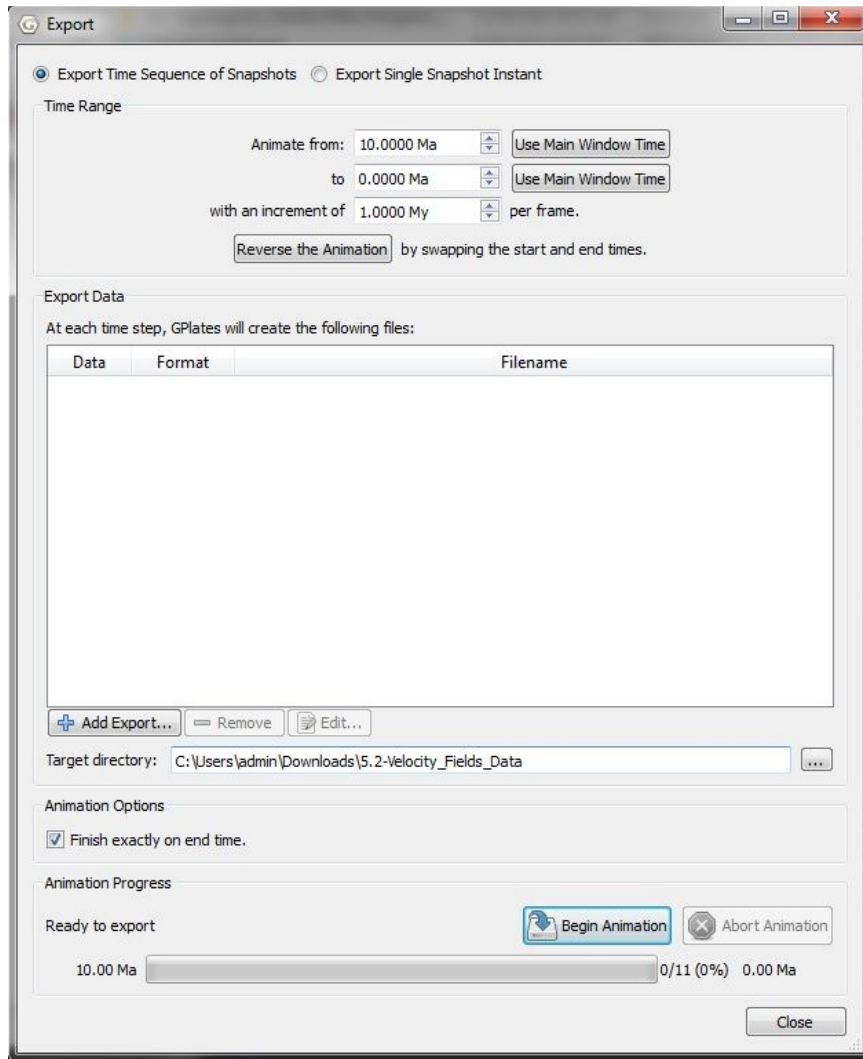 Export
Export Time Sequence of Snapshots Export Single Snapshot Instant
Time Range
Animate from: 10.0000 Ma Use Main Window Time
to 0.0000 Ma Use Main Window Time
with an increment of 1.0000 My per frame.
Reverse the Animation by swapping the start and end times.
Export Data
At each time step, GPlates will create the following files:
Data Format Filename
Add Export... Remove Edit...
Target directory: C:\Users\admin\Downloads\5.2-Velocity_Fields_Data ...
Animation Options
Finish exactly on end time.
Animation Progress
Ready to export Begin Animation Abort Animation
10.00 Ma 0/11 (0%) 0.00 Ma
Close